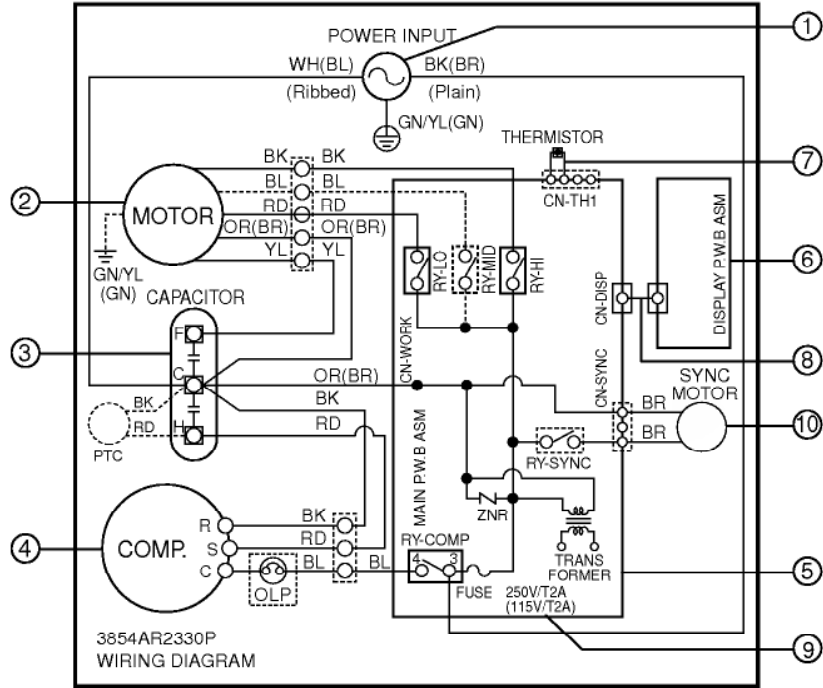 POWER INPUT
1
WH(BL)
BK(BR)
(Ribbed)
(Plain)
GN/YL(GN)
THERMISTOR
7
CN-TH1
2
MOTOR
BK
BK
BL
BL
RD
RD
OR(BR)
OR(BR)
YL
YL
GN/YL
(GN)
RY-LO
RY-MID
RY-HI
CN-DISP
DISPLAY P.W.B ASM
6
8
CAPACITOR
3
F
C
H
BK
RD
PTC
OR(BR)
BK
RD
CN-WORK
MAIN P.W.B ASM
CN-SYNC
SYNC
MOTOR
BR
BR
10
RY-SYNC
ZNR
TRANS
FORMER
4
COMP.
R
S
C
BK
RD
BL
BL
OLP
RY-COMP
4
3
FUSE
250V/T2A
(115V/T2A)
5
9
3854AR2330P
WIRING DIAGRAM